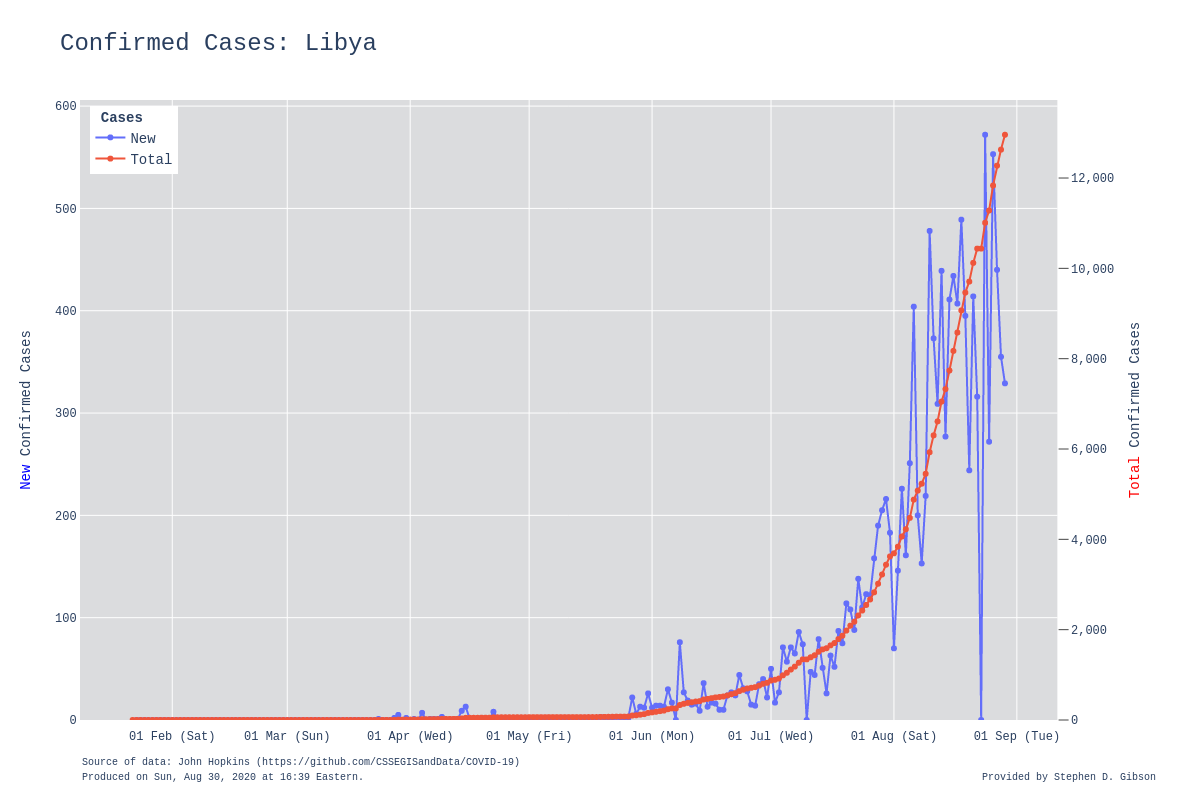 Confirmed Cases: Libya
Cases
New
Total
600
500
400
300
200
100
0
12,000
10,000
8,000
6,000
4,000
2,000
0
New Confirmed Cases
Total Confirmed Cases
01 Feb (Sat)
01 Mar (Sun)
01 Apr (Wed)
01 May (Fri)
01 Jun (Mon)
01 Jul (Wed)
01 Aug (Sat)
01 Sep (Tue)
Source of data: John Hopkins (https://github.com/CSSEGISandData/COVID-19)
Produced on Sun, Aug 30, 2020 at 16:39 Eastern.
Provided by Stephen D. Gibson